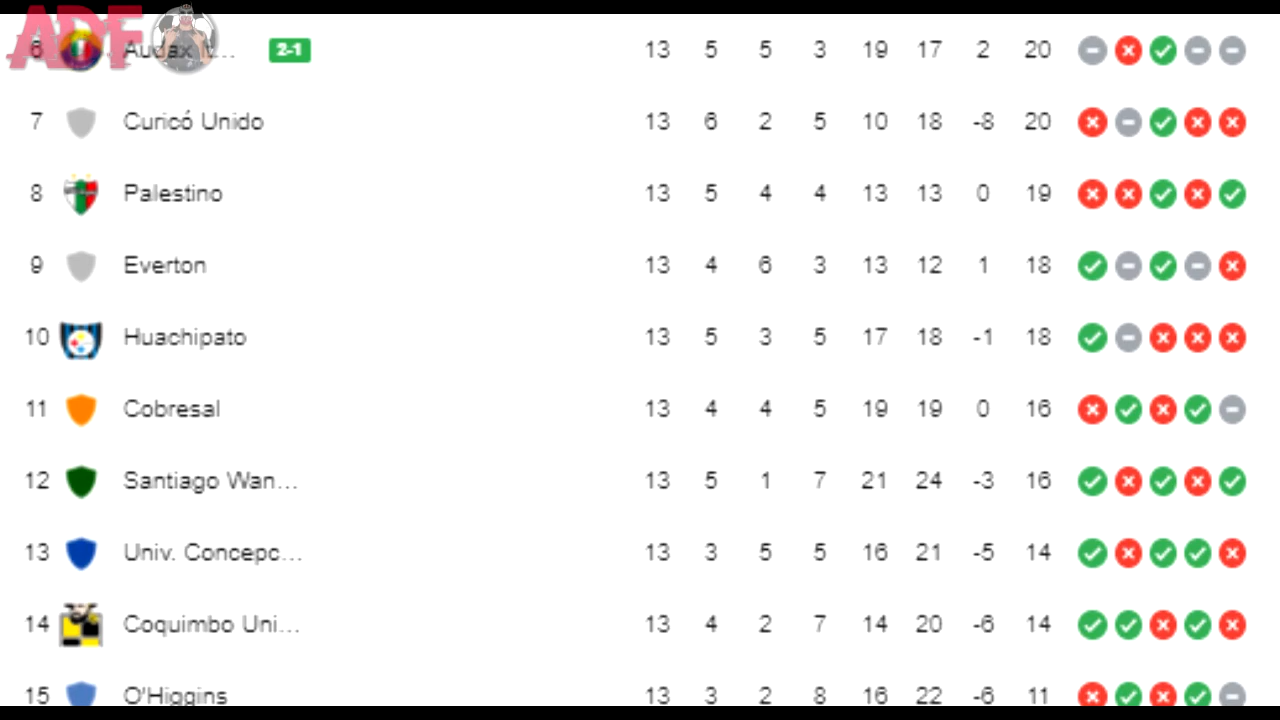 ADF
6 Audax It... 2-1 13 5 5 3 19 17 2 20
7 Curicó Unido 13 6 2 5 10 18 -8 20
8 Palestino 13 5 4 4 13 13 0 19
9 Everton 13 4 6 3 13 12 1 18
10 Huachipato 13 5 3 5 17 18 -1 18
11 Cobresal 13 4 4 5 19 19 0 16
12 Santiago Wan... 13 5 1 7 21 24 -3 16
13 Univ. Concepc... 13 3 5 5 16 21 -5 14
14 Coquimbo Uni... 13 4 2 7 14 20 -6 14
15 O'Higgins 13 3 2 8 16 22 -6 11